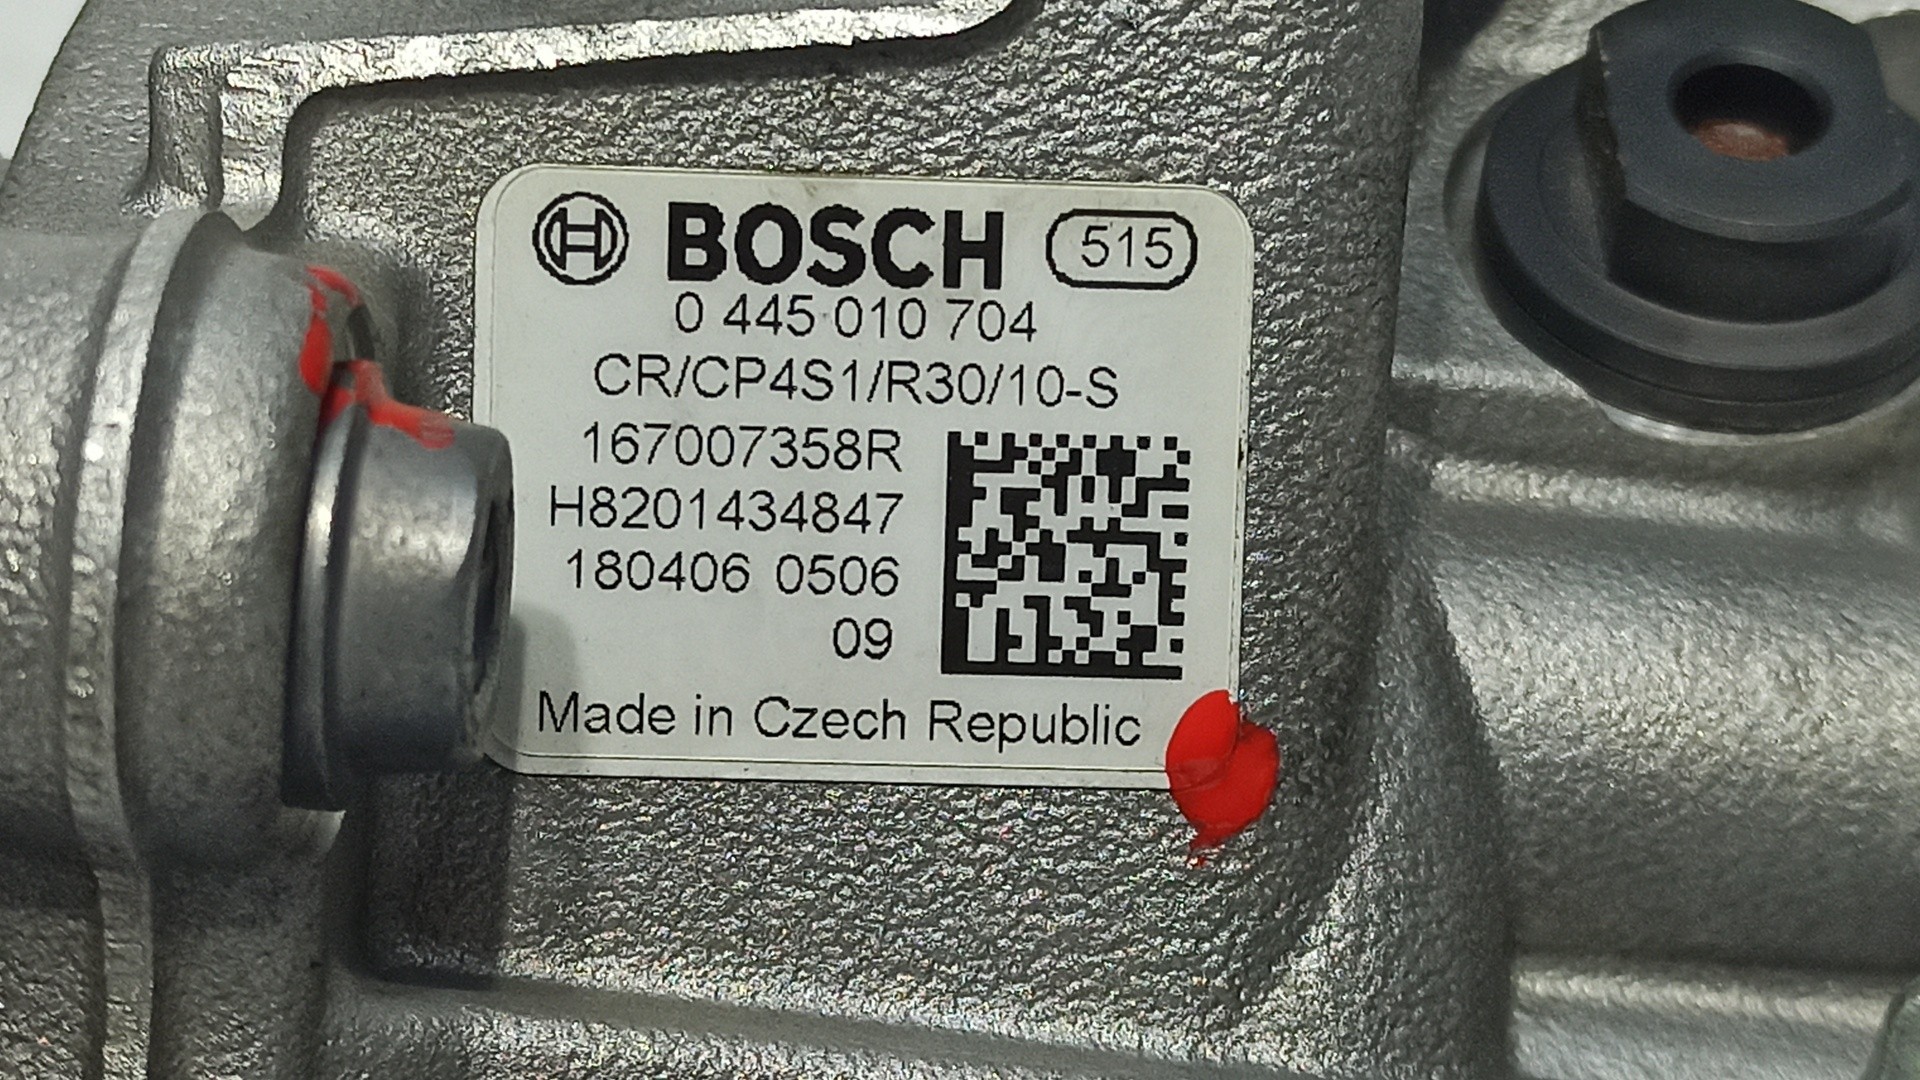 BOSCH 515
0 445 010 704
CR/CP4S1/R30/10-S
167007358R
H8201434847
180406 0506
09
Made in Czech Republic